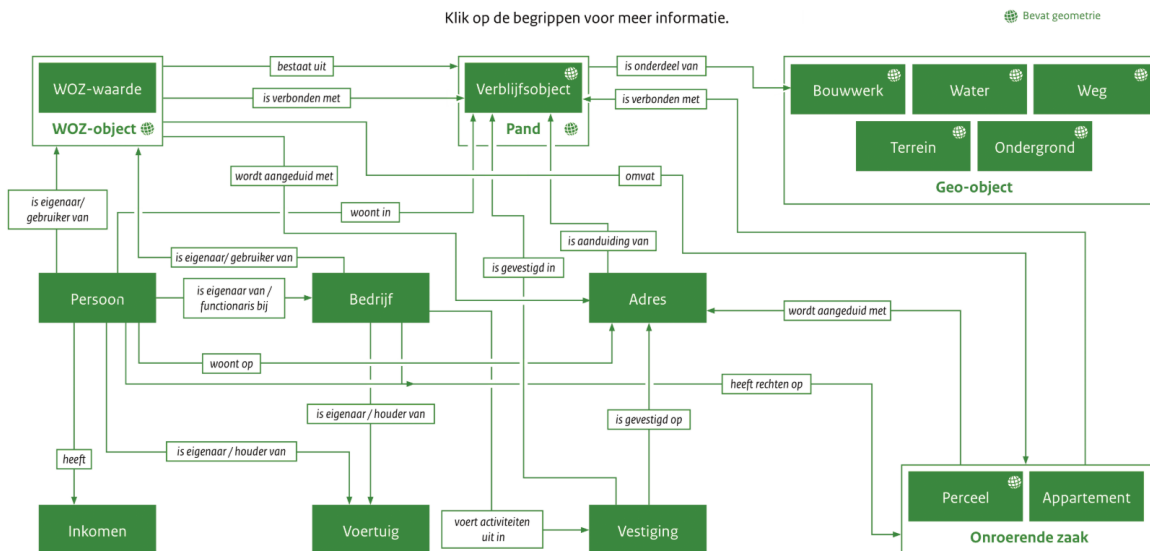 Klik op de begrippen voor meer informatie.
Bevat geometrie
bestaat uit
is onderdeel van
WOZ-waarde
Verblijfsobject
Bouwwerk
Water
Weg
is verbonden met
is verbonden met
WOZ-object
Pand
Terrein
Ondergrond
wordt aangeduid met
omvat
Geo-object
is eigenaar/
gebruiker van
woont in
is aanduiding van
is eigenaar/ gebruiker van
is gevestigd in
Persoon
is eigenaar van /
functionaris bij
Bedrijf
Adres
wordt aangeduid met
woont op
heeft rechten op
is eigenaar / houder van
is gevestigd op
is eigenaar / houder van
heeft
Perceel
Appartement
Inkomen
Voertuig
voert activiteiten
uit in
Vestiging
Onroerende zaak